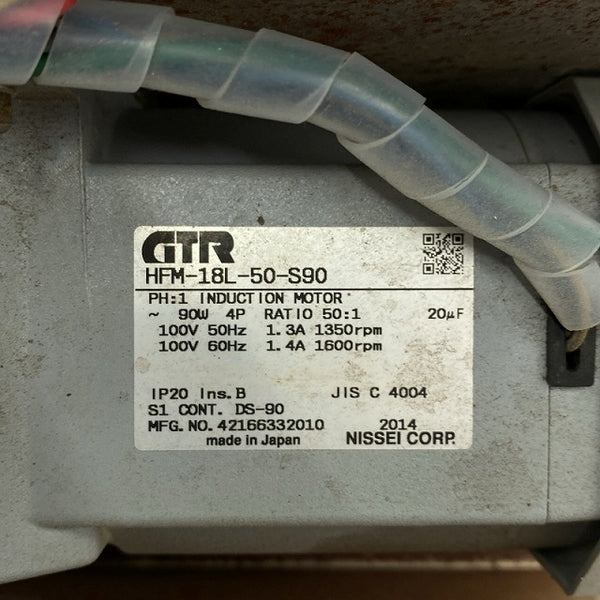 GTR
HFM-18L-50-S90
PH:1 INDUCTION MOTOR
~ 90W 4P RATIO 50:1 20μF
100V 50Hz 1.3A 1350rpm
100V 60Hz 1.4A 1600rpm
IP20 Ins.B JIS C 4004
S1 CONT. DS-90
MFG.NO.42166332010 2014
made in Japan NISSEI CORP.